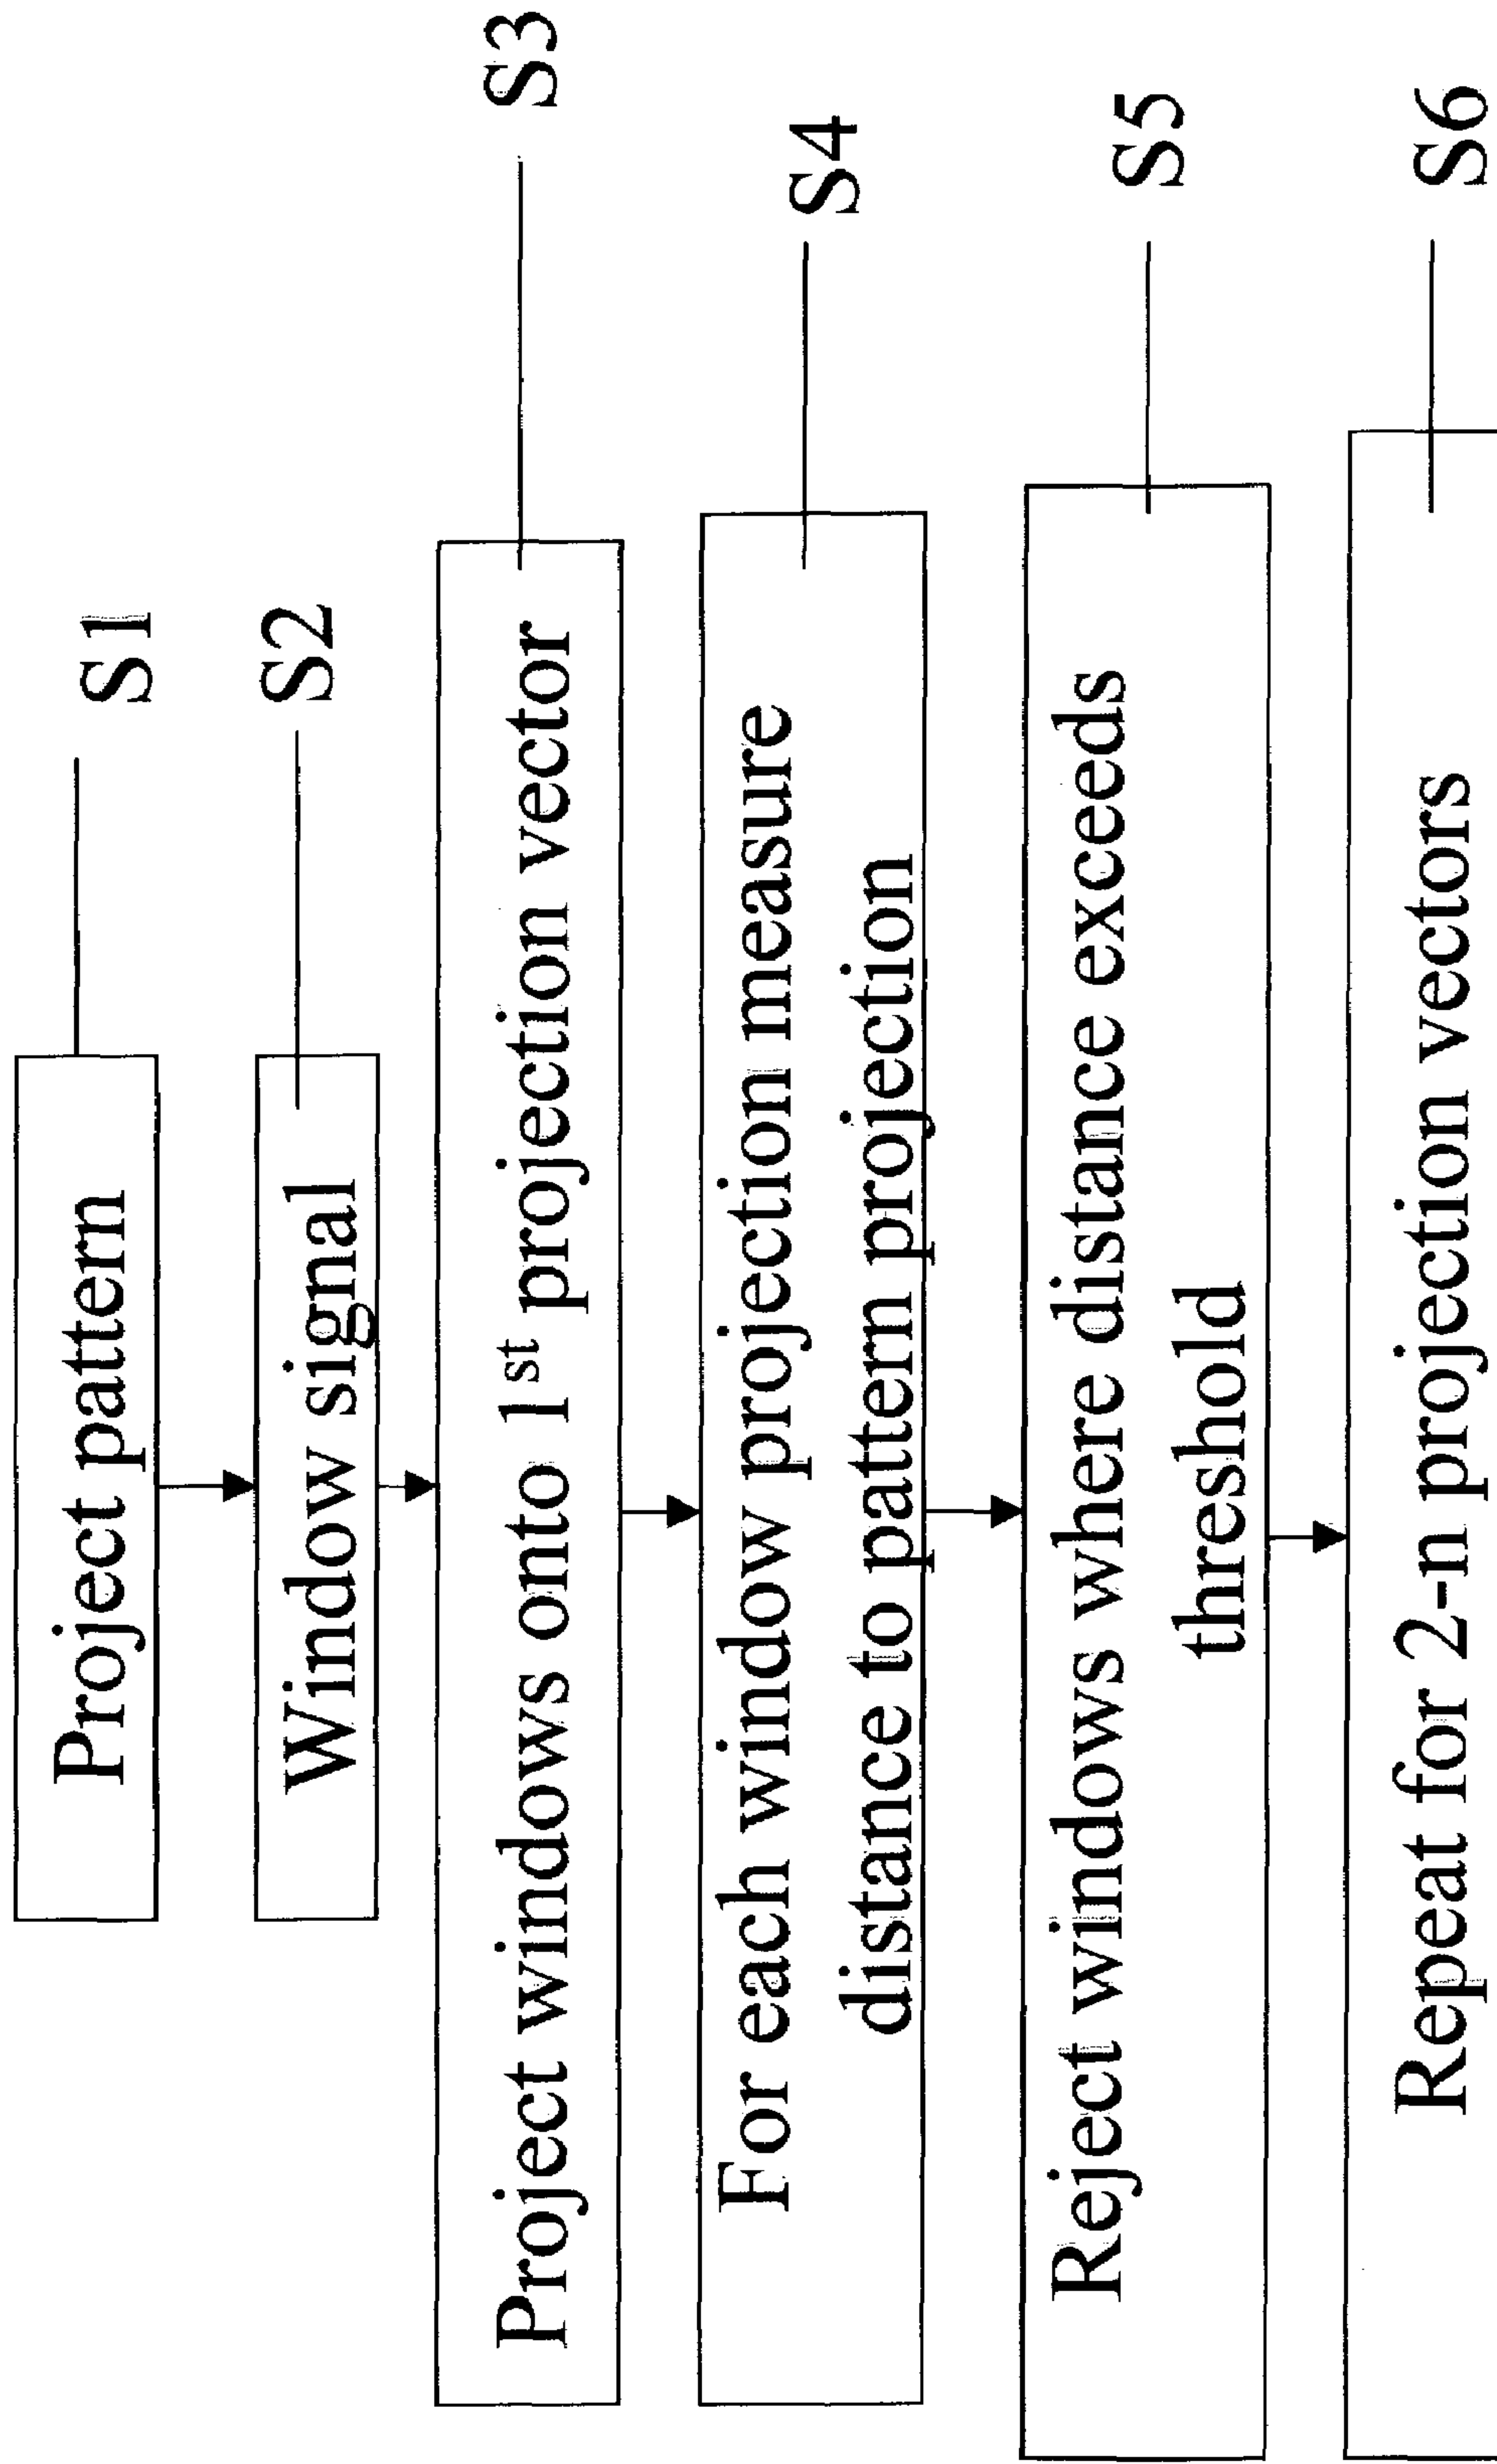 Project pattern S1
Window signal S2
Project windows onto 1st projection vector S3
For each window projection measure
distance to pattern projection S4
Reject windows where distance exceeds
threshold S5
Repeat for 2-n projection vectors S6